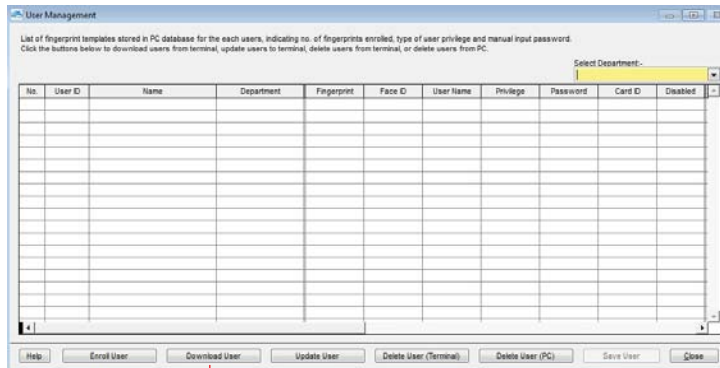 User Management
List of fingerprint templates stored in PC database for the each users, indicating no. of fingerprints enrolled, type of user privilege and manual input password.
Click the buttons below to download users from terminal, update users to terminal, delete users from terminal, or delete users from PC.
Select Department:-
No. User ID Name Department Fingerprint Face ID User Name Privilege Password Card ID Disabled
Help Enroll User Download User Update User Delete User (Terminal) Delete User (PC) Save User Close